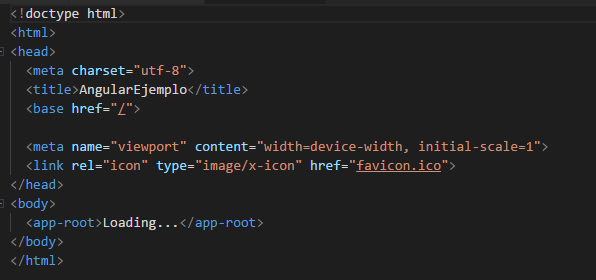 <!doctype html>
<html>
<head>
<meta charset="utf-8">
<title>AngularEjemplo</title>
<base href="/">
<meta name="viewport" content="width=device-width, initial-scale=1">
<link rel="icon" type="image/x-icon" href="favicon.ico">
</head>
<body>
<app-root>Loading...</app-root>
</body>
</html>